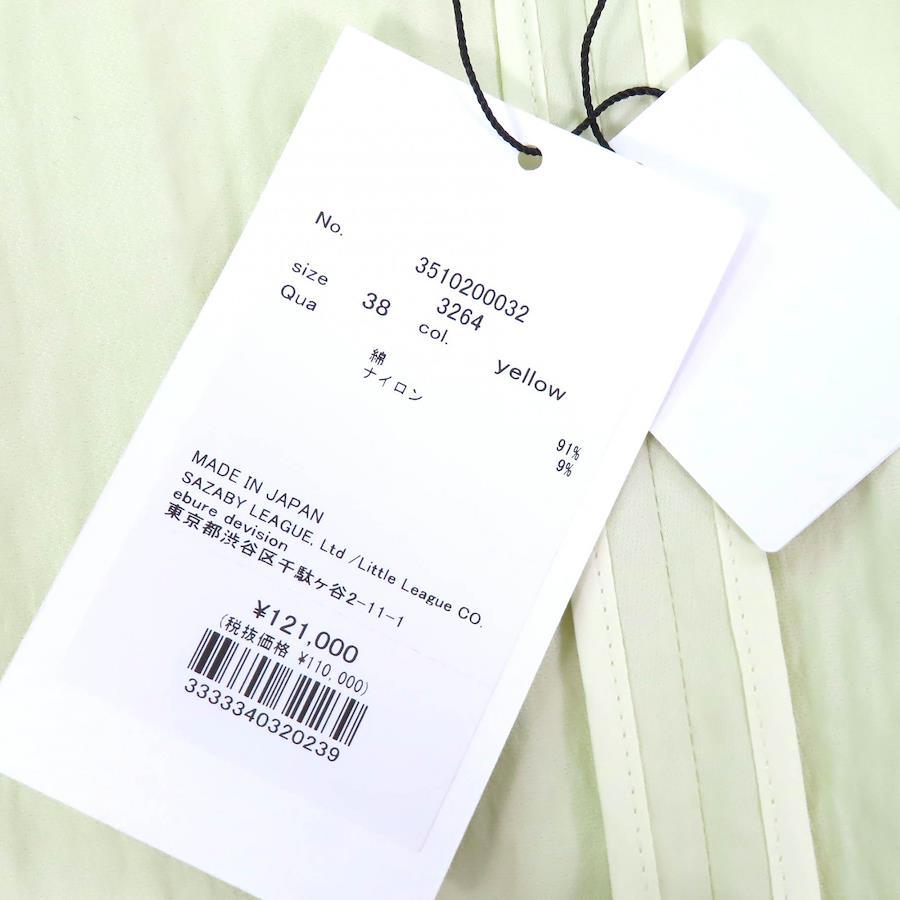 No. 3510200032
3264
size 38 col. yellow
Qua
綿 91%
ナイロン 9%
MADE IN JAPAN
SAZABY LEAGUE, Ltd /Little League CO.
ebure devision
東京都渋谷区千駄ヶ谷2-11-1
¥121,000
(税抜価格 ¥110,000)
3333340320239